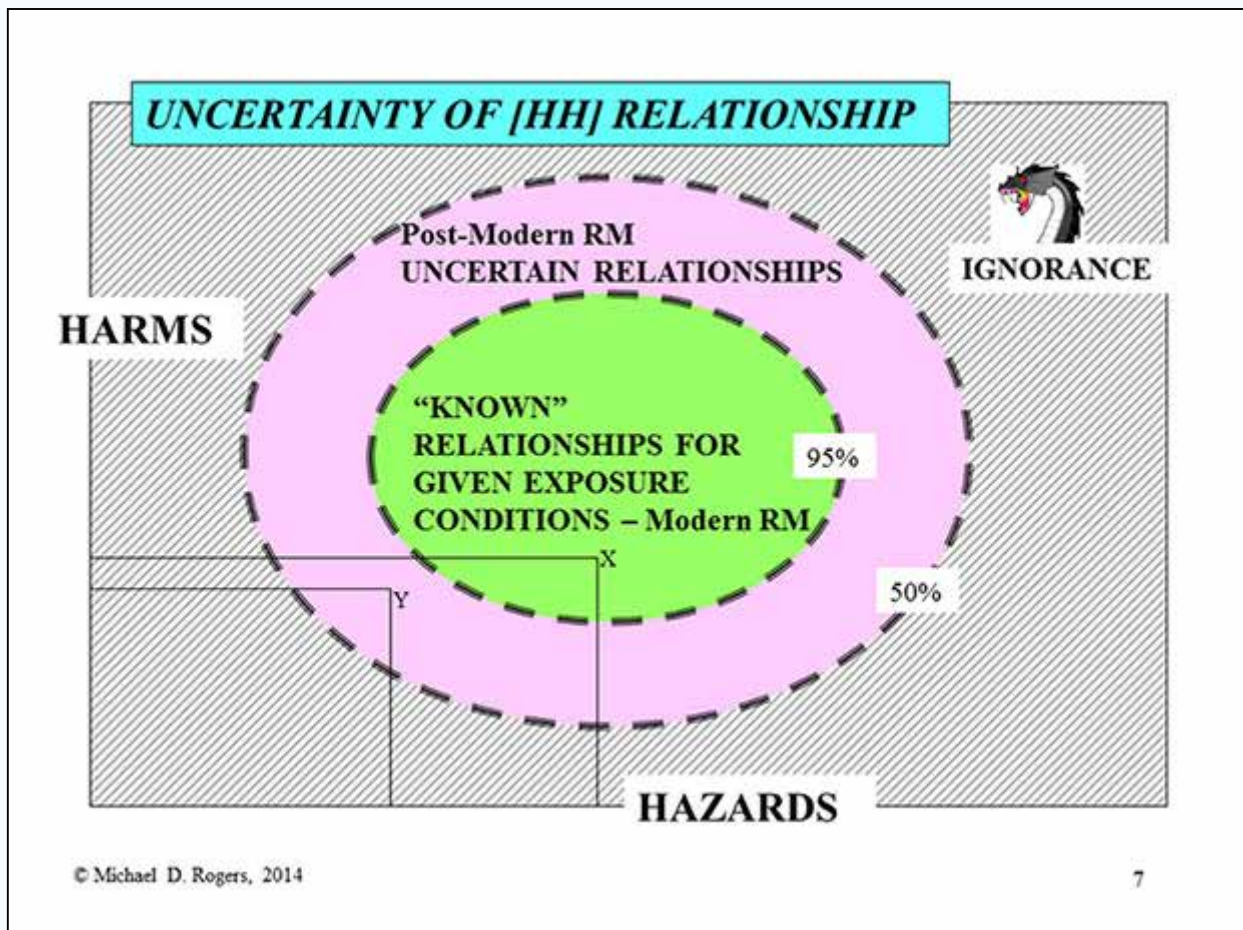 UNCERTAINTY OF [HH] RELATIONSHIP
Post-Modern RM
UNCERTAIN RELATIONSHIPS
IGNORANCE
HARMS
“KNOWN”
RELATIONSHIPS FOR
GIVEN EXPOSURE
CONDITIONS – Modern RM
95%
X
Y
50%
HAZARDS
© Michael D. Rogers, 2014
7